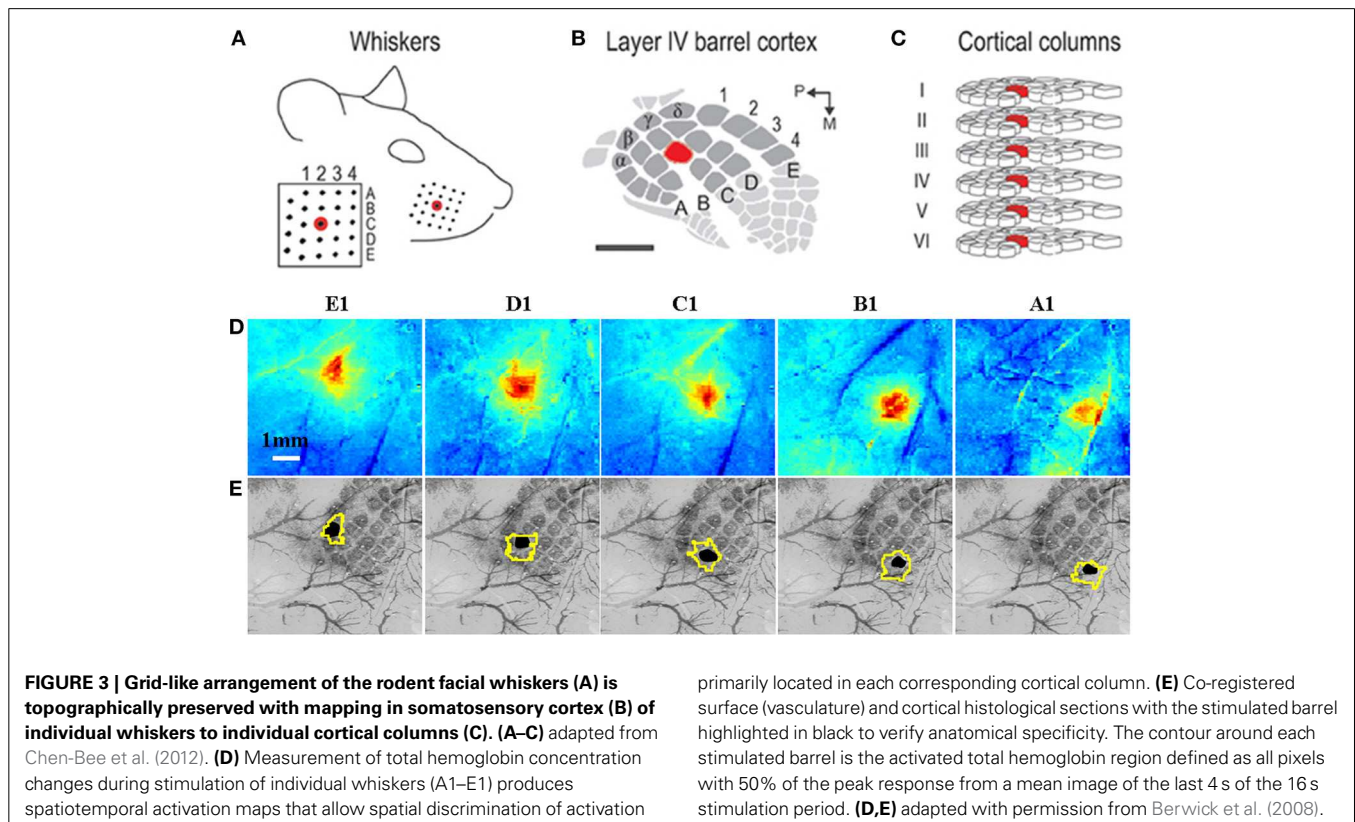 A Whiskers
1 2 3 4
A
B
C
D
E
B Layer IV barrel cortex
P
M
1
2
3
4
δ
γ
β
α
A B C D E
C Cortical columns
I
II
III
IV
V
VI
E1 D1 C1 B1 A1
D
1mm
E
FIGURE 3 | Grid-like arrangement of the rodent facial whiskers (A) is
topographically preserved with mapping in somatosensory cortex (B) of
individual whiskers to individual cortical columns (C). (A–C) adapted from
Chen-Bee et al. (2012). (D) Measurement of total hemoglobin concentration
changes during stimulation of individual whiskers (A1–E1) produces
spatiotemporal activation maps that allow spatial discrimination of activation
primarily located in each corresponding cortical column. (E) Co-registered
surface (vasculature) and cortical histological sections with the stimulated barrel
highlighted in black to verify anatomical specificity. The contour around each
stimulated barrel is the activated total hemoglobin region defined as all pixels
with 50% of the peak response from a mean image of the last 4 s of the 16 s
stimulation period. (D,E) adapted with permission from Berwick et al. (2008).